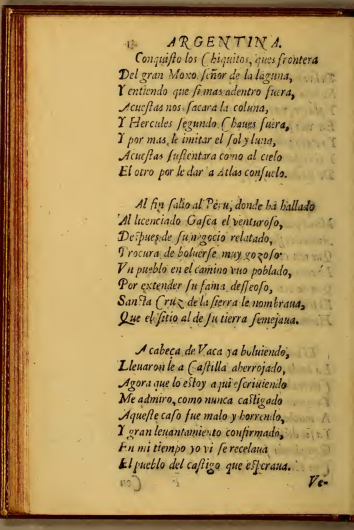 ARGENTINA.
Conquisto los Chiquitos, ques frontera
Del gran Moxo señor de la laguna,
Y entiendo que si mas adentro fuera,
Acuestas nos sacara la coluna,
Y Hercules segundo Chaues fuera,
Y por mas le imitar el sol y luna,
Acuestas sustentara como al cielo
El otro por le dar a Atlas consuelo.
Al fin salio al Peru, donde ha hallado
Al licenciado Gasca el venturoso,
Despues de su negocio relatado,
Procura de boluerse muy gozoso
Vn pueblo en el camino vuo poblado,
Por extender su fama desseoso,
Sancta Cruz de la sierra le nombraua,
Que el sitio al de su tierra semejaua.
A cabeça de Vaca ya boluiendo,
Lleuaron le a Castilla aherrojado,
Agora que lo estoy aqui escriuiendo
Me admiro, como nunca castigado
Aqueste caso fue malo y horrendo,
Y gran leuantamiento confirmado,
En mi tiempo yo vi se recelaua
El pueblo del castigo que esperaua.
Ve-